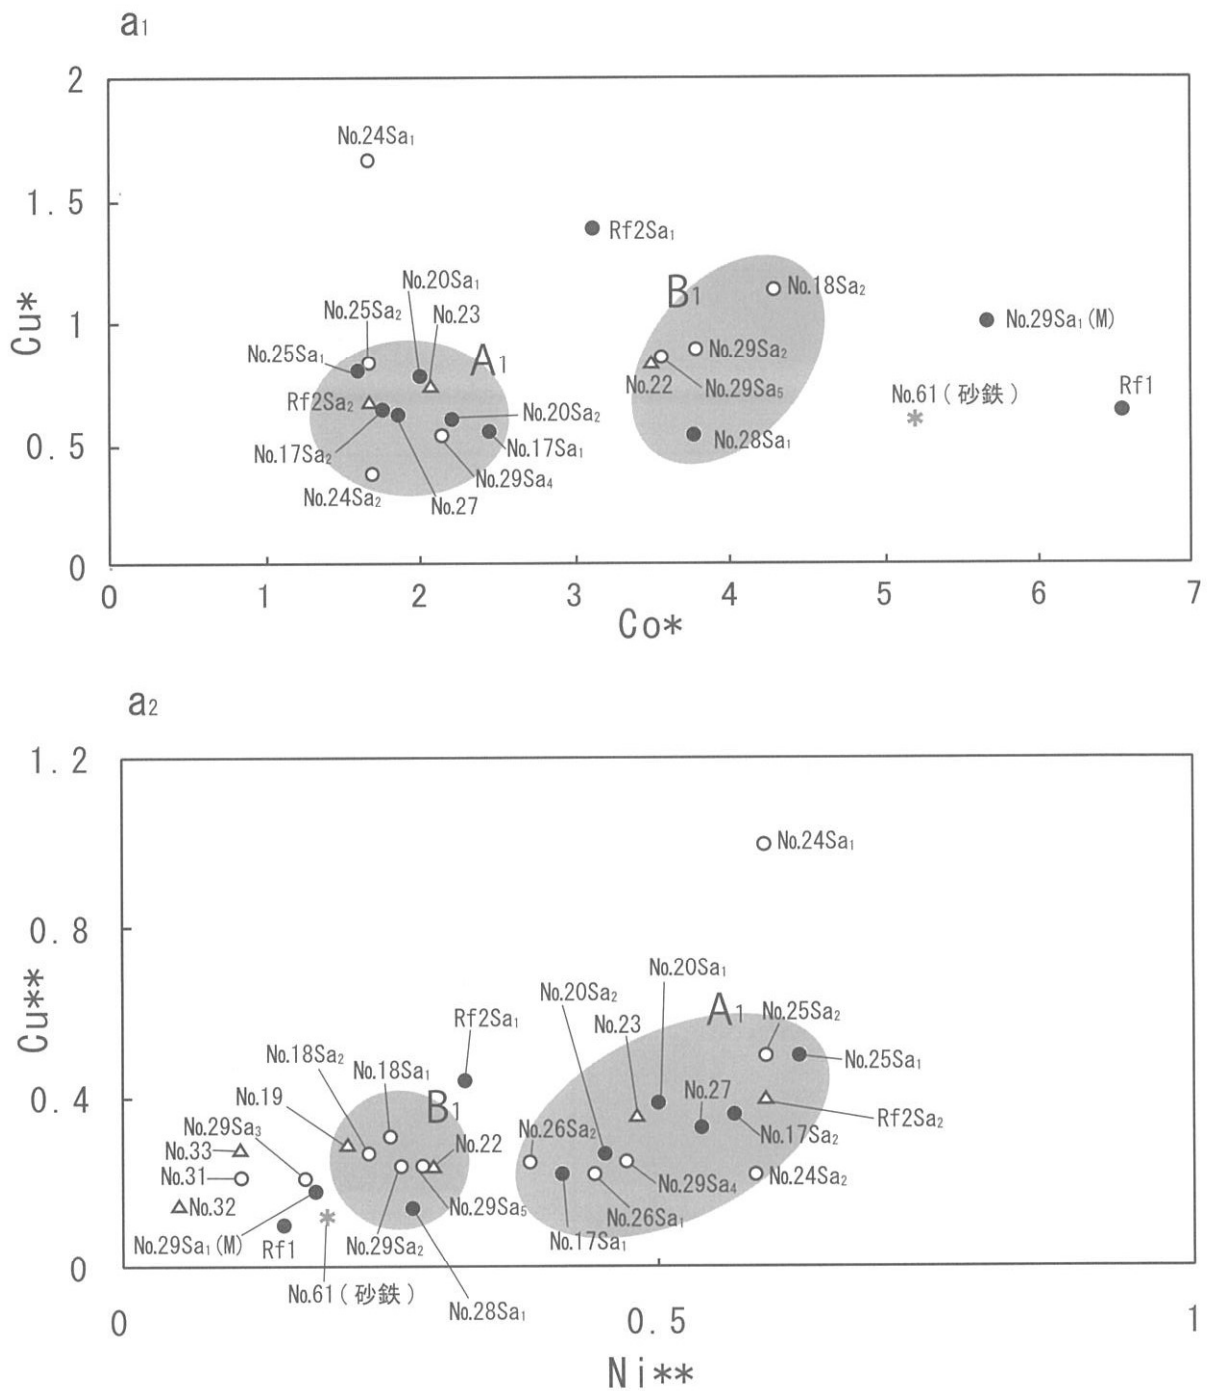 a1
2
No.24Sa1
1.5
Rf2Sa1
No.20Sa1
B1
No.18Sa2
No.25Sa2
No.23
1
No.29Sa1(M)
Cu*
No.25Sa1
A1
No.29Sa2
No.22
No.29Sa5
No.61(砂鉄)
Rf1
Rf2Sa2
No.20Sa2
0.5
No.17Sa2
No.17Sa1
No.28Sa1
No.29Sa4
No.24Sa2
No.27
0
0 1 2 3 4 5 6 7
Co*
a2
1.2
No.24Sa1
0.8
No.20Sa1
Cu**
No.20Sa2
A1
No.25Sa2
Rf2Sa1
No.23
No.18Sa2
No.18Sa1
No.25Sa1
0.4
No.19
B1
No.27
Rf2Sa2
No.29Sa3
No.26Sa2
No.17Sa2
No.33
No.22
No.31
No.29Sa4
No.24Sa2
No.32
No.29Sa5
No.26Sa1
No.29Sa1(M)
Rf1
No.29Sa2
No.17Sa1
0
No.61(砂鉄)
No.28Sa1
0 0.5 1
Ni**